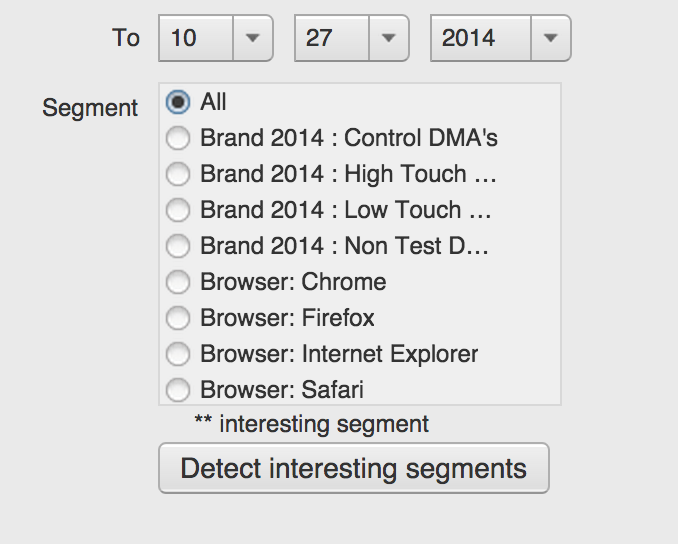 To 10 27 2014
Segment
All
Brand 2014 : Control DMA's
Brand 2014 : High Touch …
Brand 2014 : Low Touch …
Brand 2014 : Non Test D…
Browser: Chrome
Browser: Firefox
Browser: Internet Explorer
Browser: Safari
** interesting segment
Detect interesting segments